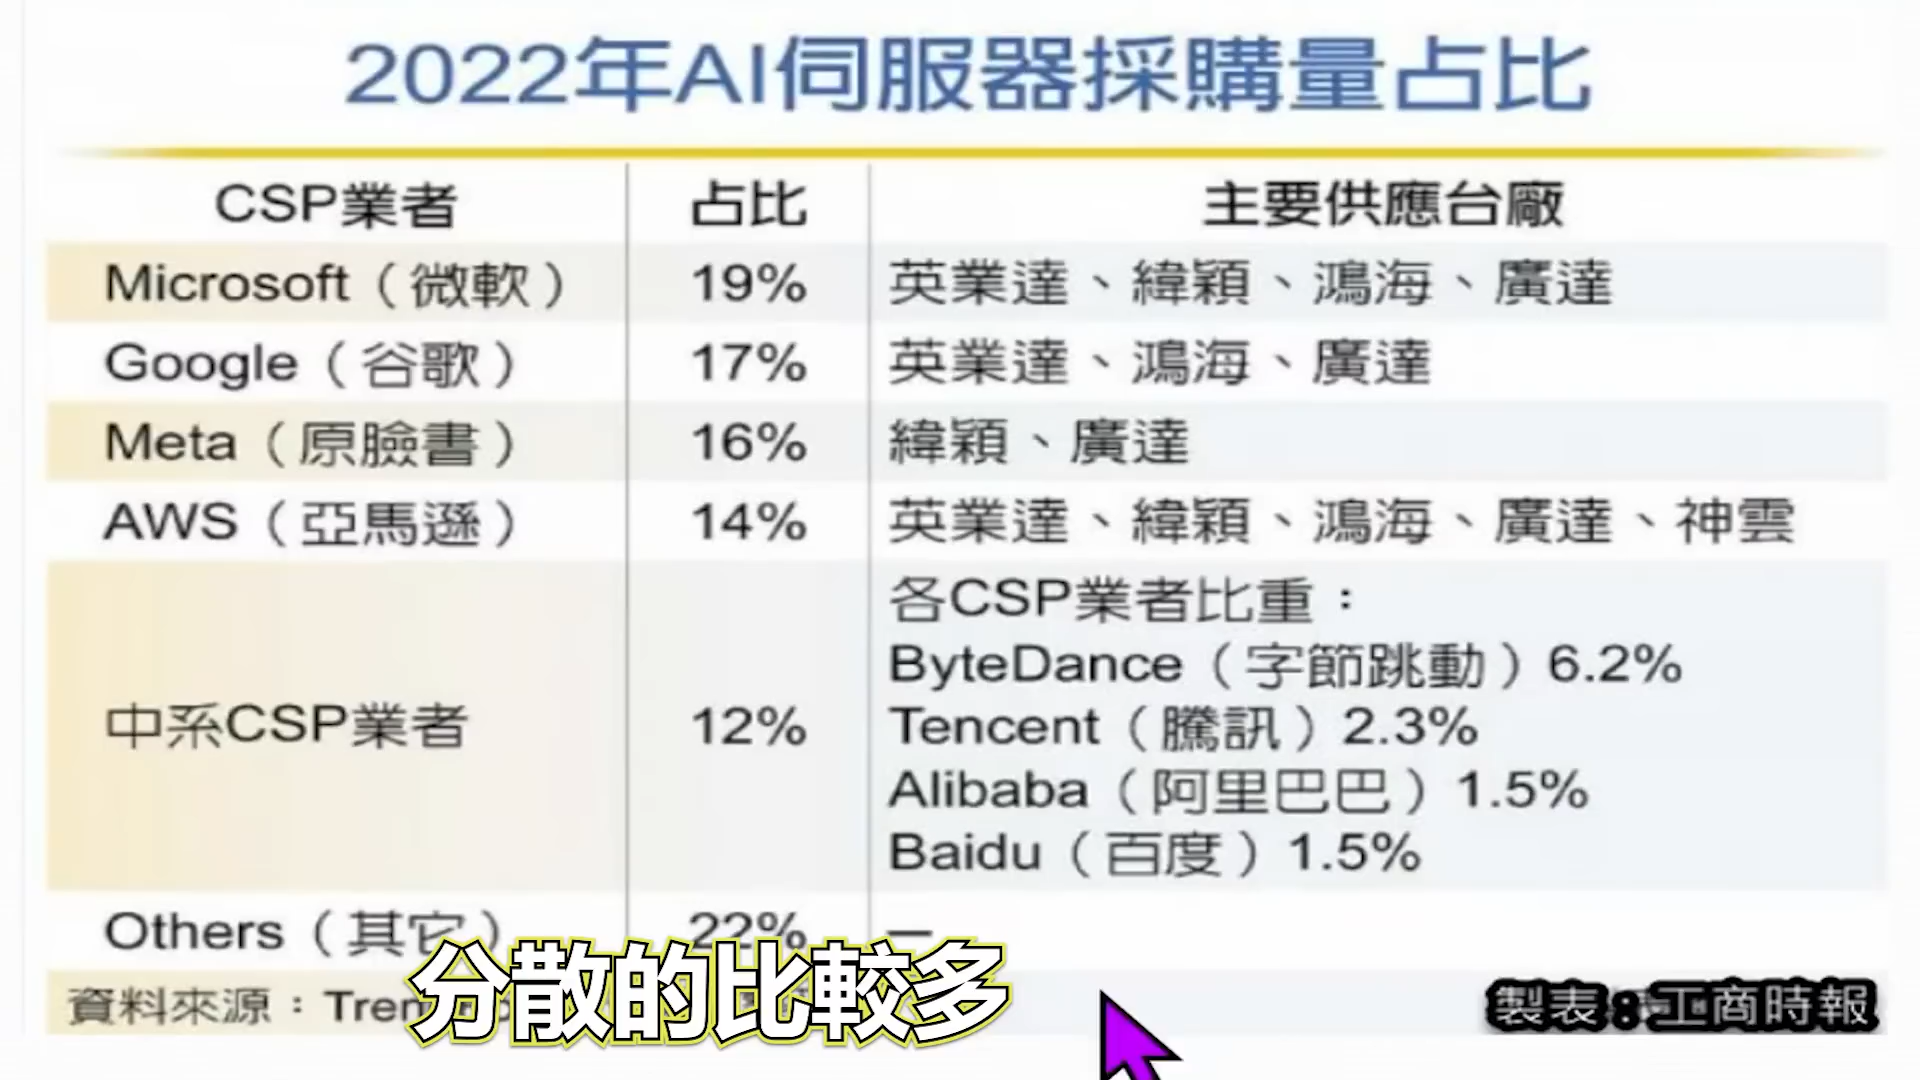 2022年AI伺服器採購量占比
CSP業者 占比 主要供應台廠
Microsoft（微軟） 19% 英業達、緯穎、鴻海、廣達
Google（谷歌） 17% 英業達、鴻海、廣達
Meta（原臉書） 16% 緯穎、廣達
AWS（亞馬遜） 14% 英業達、緯穎、鴻海、廣達、神雲
中系CSP業者 12% 各CSP業者比重：
ByteDance（字節跳動）6.2%
Tencent（騰訊）2.3%
Alibaba（阿里巴巴）1.5%
Baidu（百度）1.5%
Others（其它） 22% —
分散的比較多
資料來源：
製表：工商時報